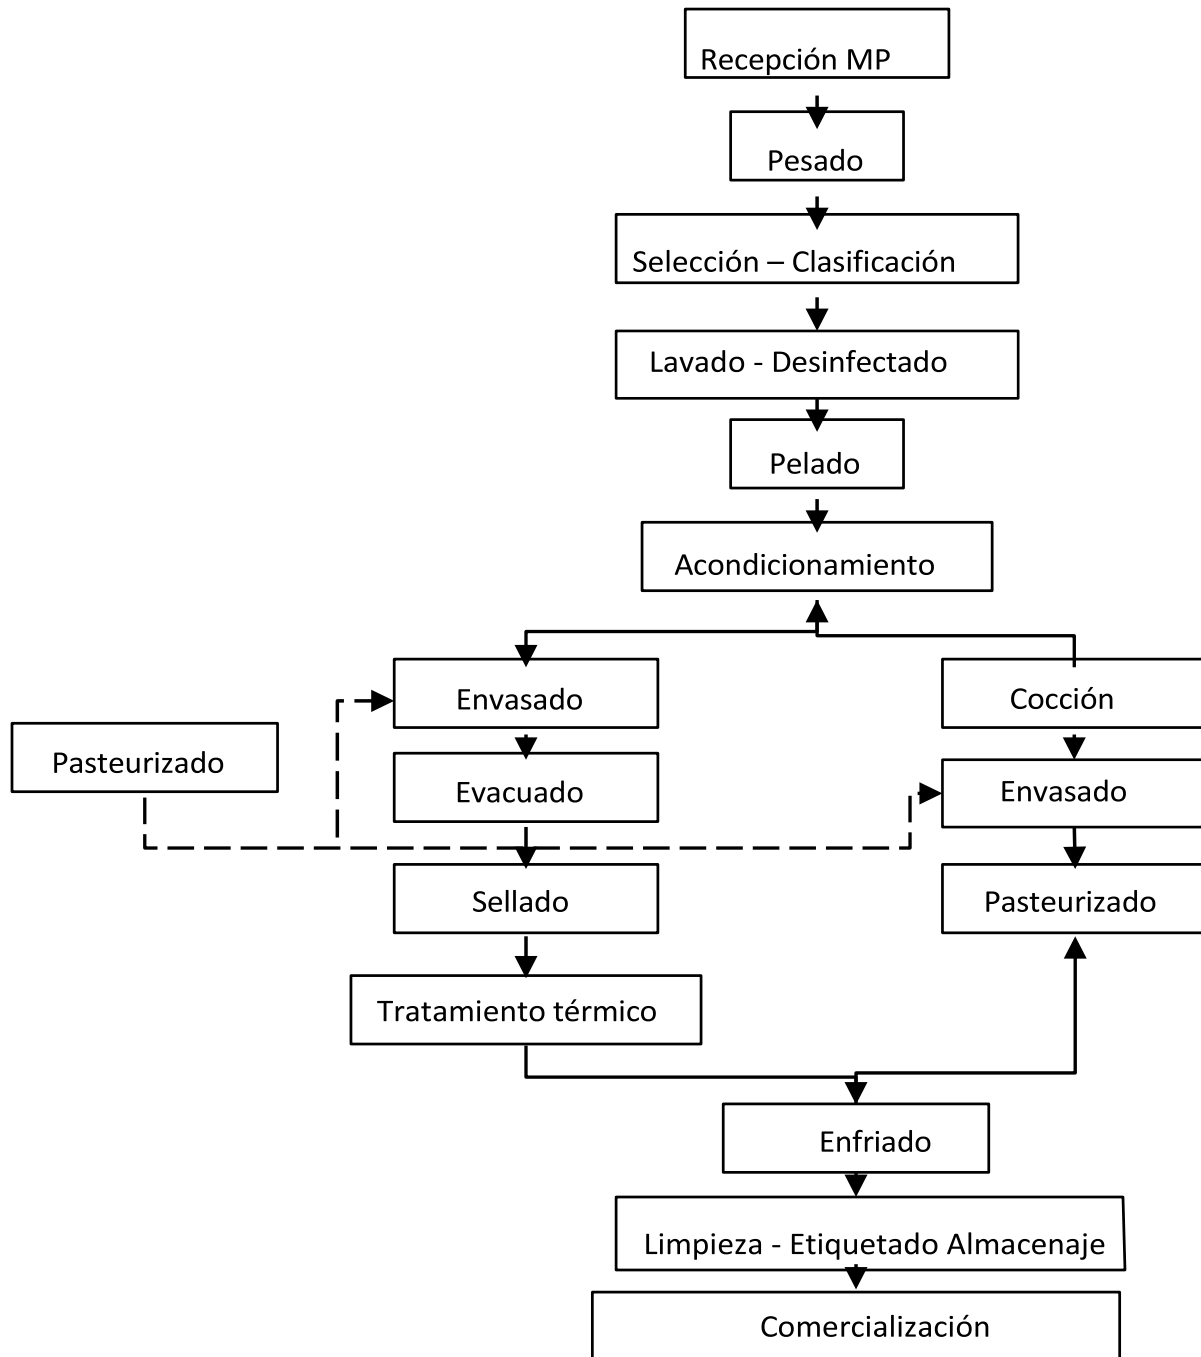 Recepción MP
Pesado
Selección – Clasificación
Lavado - Desinfectado
Pelado
Acondicionamiento
Envasado
Cocción
Pasteurizado
Evacuado
Envasado
Sellado
Pasteurizado
Tratamiento térmico
Enfriado
Limpieza - Etiquetado Almacenaje
Comercialización